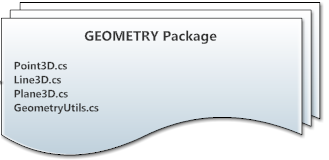 GEOMETRY Package
Point3D.cs
Line3D.cs
Plane3D.cs
GeometryUtils.cs